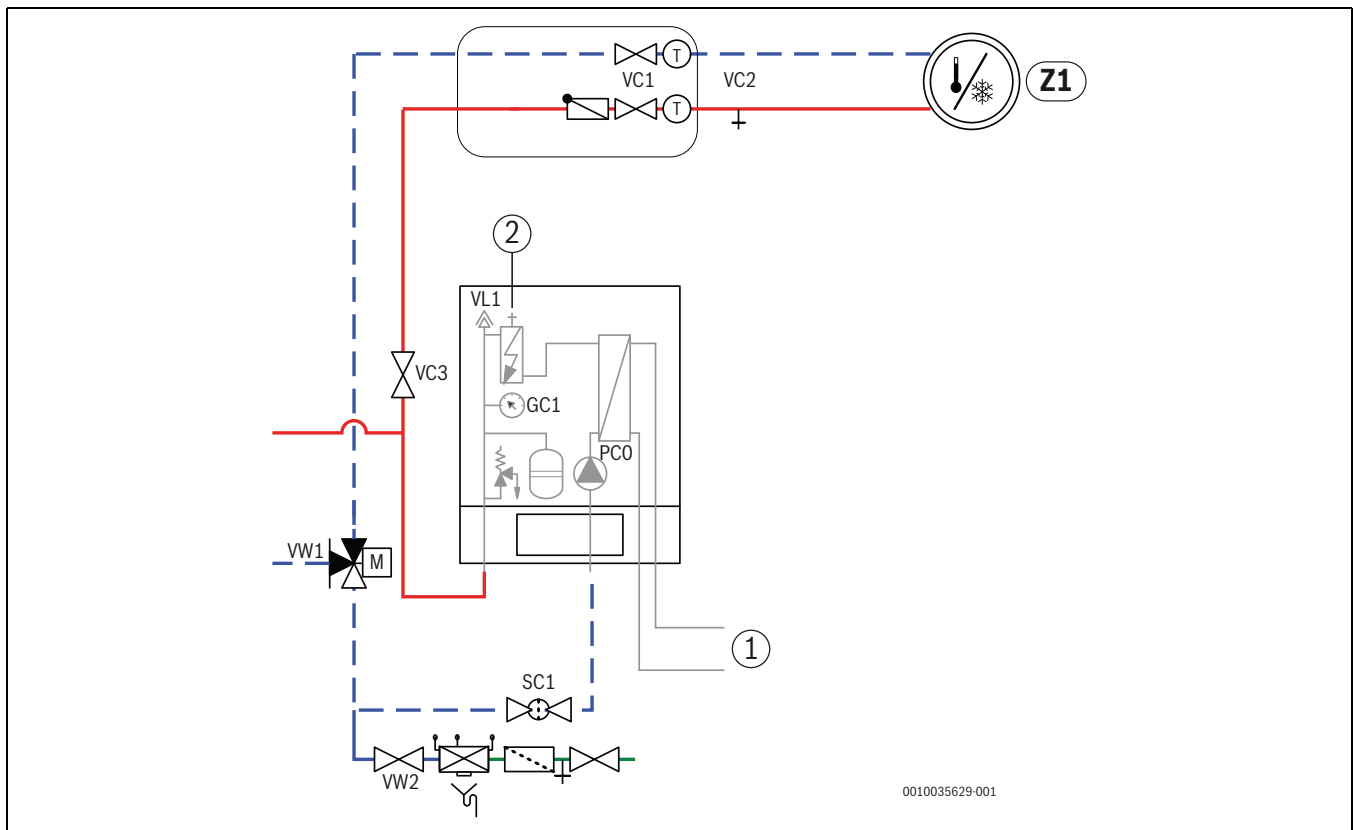 T
VC1
VC2
Z1
T
2
VL1
VC3
GC1
PC0
VW1
M
1
SC1
VW2
0010035629-001